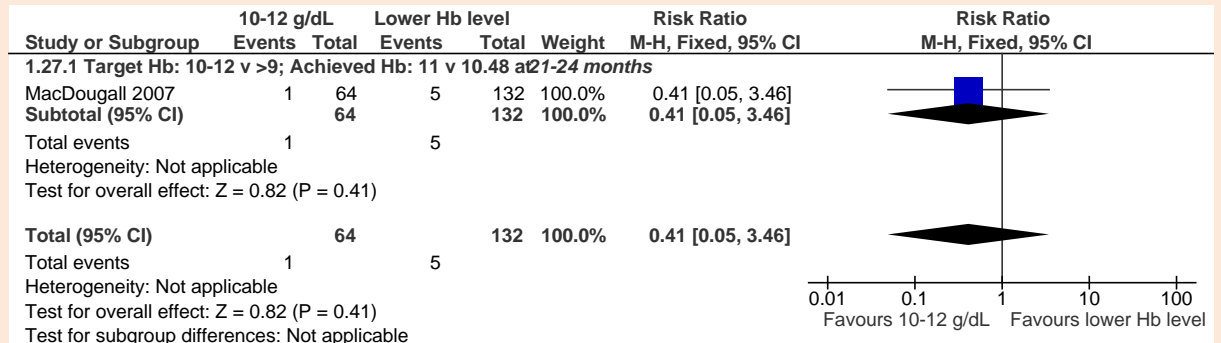 10-12 g/dL Lower Hb level Risk Ratio Risk Ratio
Study or Subgroup Events Total Events Total Weight M-H, Fixed, 95% CI M-H, Fixed, 95% CI
1.27.1 Target Hb: 10-12 v >9; Achieved Hb: 11 v 10.48 at21-24 months
MacDougall 2007 1 64 5 132 100.0% 0.41 [0.05, 3.46]
Subtotal (95% CI) 64 132 100.0% 0.41 [0.05, 3.46]
Total events 1 5
Heterogeneity: Not applicable
Test for overall effect: Z = 0.82 (P = 0.41)
Total (95% CI) 64 132 100.0% 0.41 [0.05, 3.46]
Total events 1 5
Heterogeneity: Not applicable
Test for overall effect: Z = 0.82 (P = 0.41)
Test for subgroup differences: Not applicable
0.01 0.1 1 10 100
Favours 10-12 g/dL Favours lower Hb level